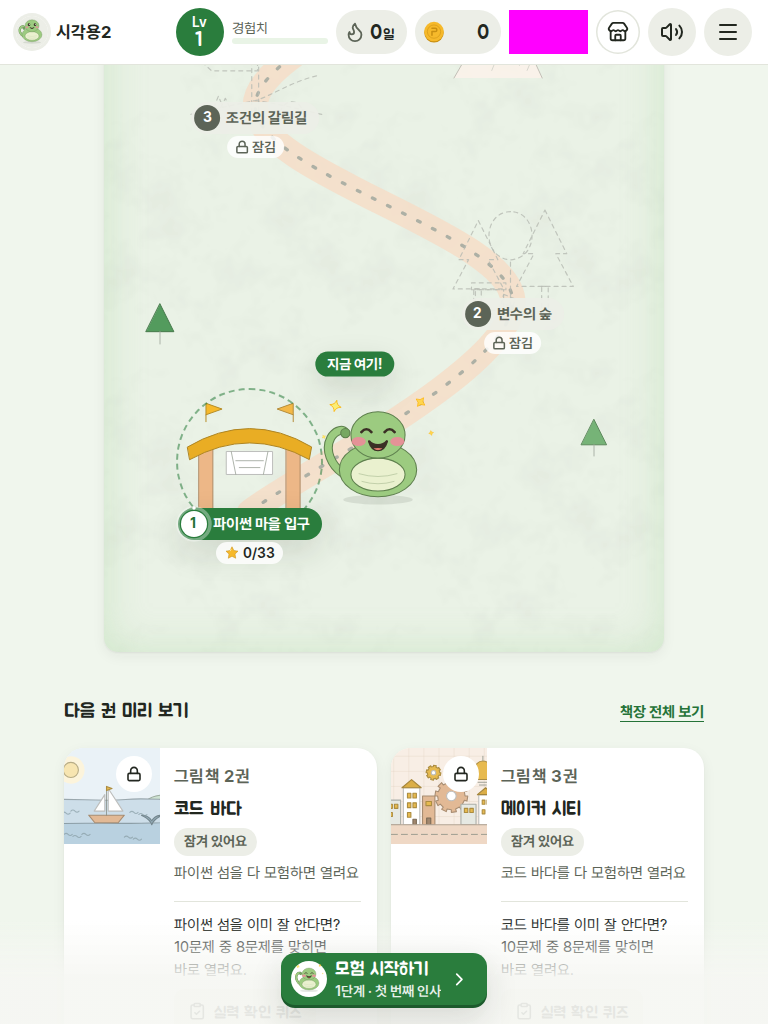 시각용2
Lv
1
경험치
0일
0
3 조건의 갈림길
잠김
2 변수의 숲
잠김
지금 여기!
1 파이썬 마을 입구
0/33
다음 권 미리 보기
책장 전체 보기
그림책 2권
코드 바다
잠겨 있어요
파이썬 섬을 다 모험하면 열려요
파이썬 섬을 이미 잘 안다면?
10문제 중 8문제를 맞히면
바로 열려요.
실력 확인 퀴즈
그림책 3권
메이커 시티
잠겨 있어요
코드 바다를 다 모험하면 열려요
코드 바다를 이미 잘 안다면?
10문제 중 8문제를 맞히면
바로 열려요.
실력 확인 퀴즈
모험 시작하기
1단계 · 첫 번째 인사